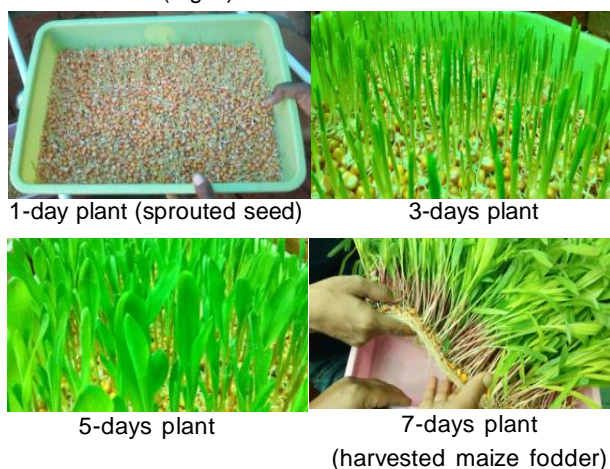 1-day plant (sprouted seed)
3-days plant
5-days plant
7-days plant
(harvested maize fodder)